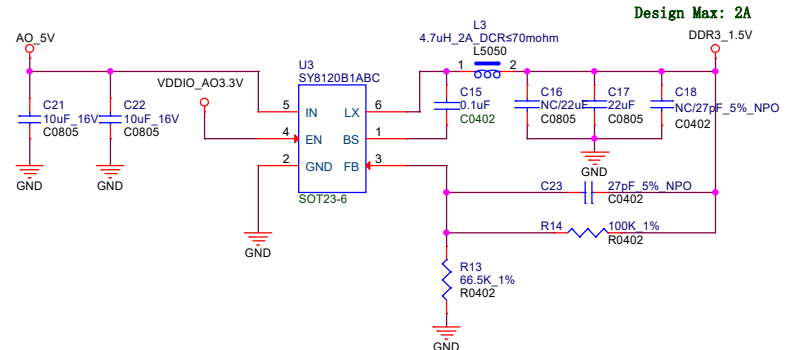 Design Max: 2A
AO_5V
L3
4.7uH_2A_DCR≤70mohm
L5050
DDR3_1.5V
U3
SY8120B1ABC
VDDIO_AO3.3V
1
2
C21
10uF_16V
C0805
C22
10uF_16V
C0805
5
IN
LX
6
4
EN
BS
1
2
GND
FB
3
SOT23-6
C15
0.1uF
C0402
C16
NC/22uF
C0805
C17
22uF
C0805
C18
NC/27pF_5%_NPO
C0402
GND
GND
GND
GND
C23
27pF_5%_NPO
C0402
R14
100K_1%
R0402
R13
66.5K_1%
R0402
GND